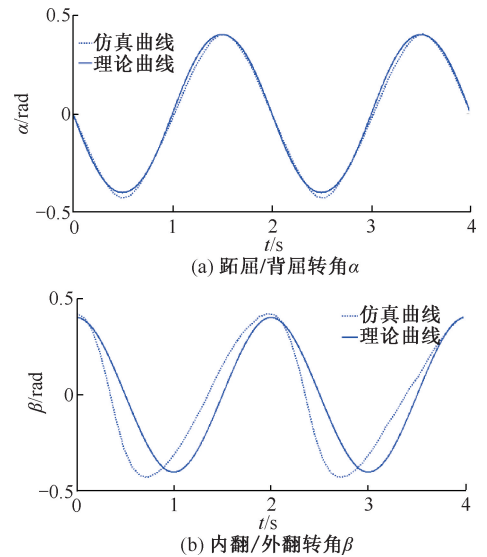 0.5
仿真曲线
理论曲线
α/rad
0
−0.5
0 1 2 3 4
t/s
(a) 跖屈/背屈转角α
0.5
仿真曲线
理论曲线
β/rad
0
−0.5
0 1 2 3 4
t/s
(b) 内翻/外翻转角β